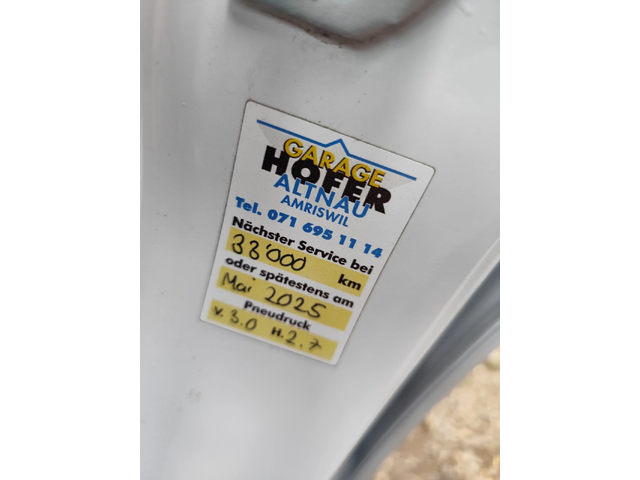 GARAGE
HOFER
ALTNAU
AMRISWIL
Tel. 071 695 11 14
Nächster Service bei
33'000 km
oder spätestens am
Mai 2025
Pneudruck
V. 3.0 H. 2.7